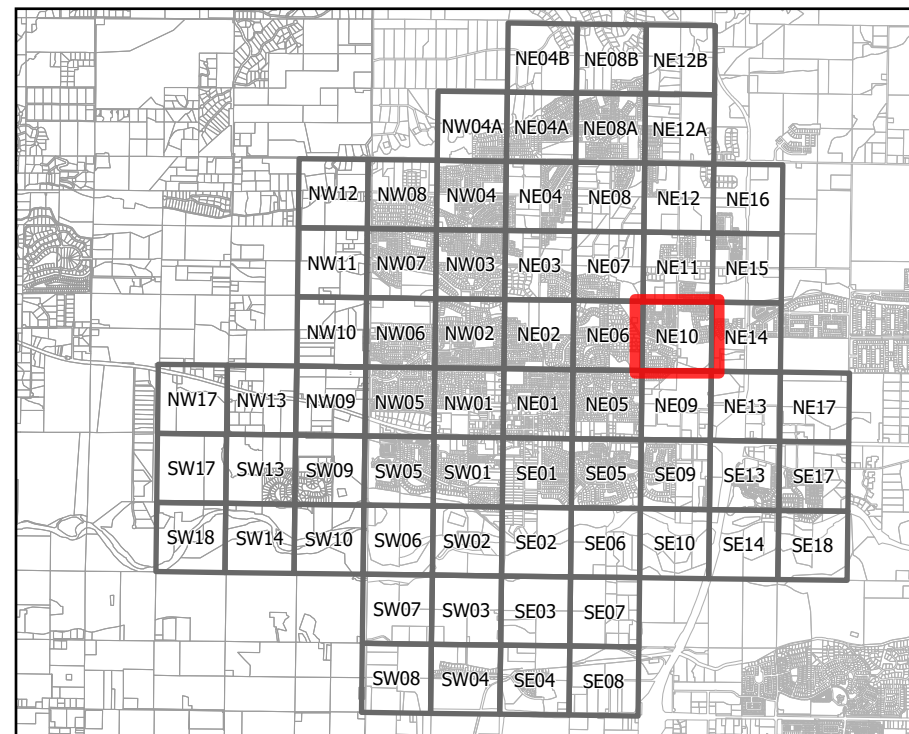 NE04B NE08B NE12B
NW04A NE04A NE08A NE12A
NW12 NW08 NW04 NE04 NE08 NE12 NE16
NW11 NW07 NW03 NE03 NE07 NE11 NE15
NW10 NW06 NW02 NE02 NE06 NE10 NE14
NW17 NW13 NW09 NW05 NW01 NE01 NE05 NE09 NE13 NE17
SW17 SW13 SW09 SW05 SW01 SE01 SE05 SE09 SE13 SE17
SW18 SW14 SW10 SW06 SW02 SE02 SE06 SE10 SE14 SE18
SW07 SW03 SE03 SE07
SW08 SW04 SE04 SE08